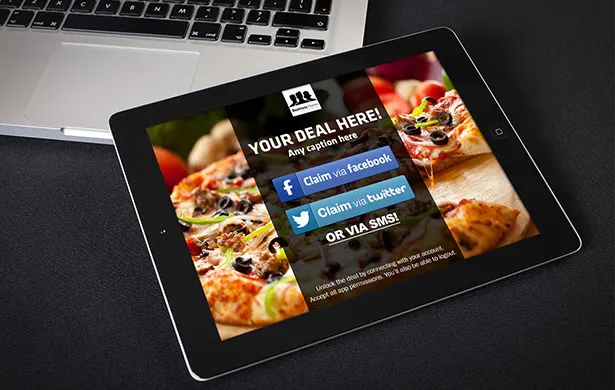 YOUR DEAL HERE!
Any caption here
f Claim via facebook
Claim via twitter
OR VIA SMS!
Unlock the deal by connecting with your account.
Accept all app permissions. You'll also be able to logout.